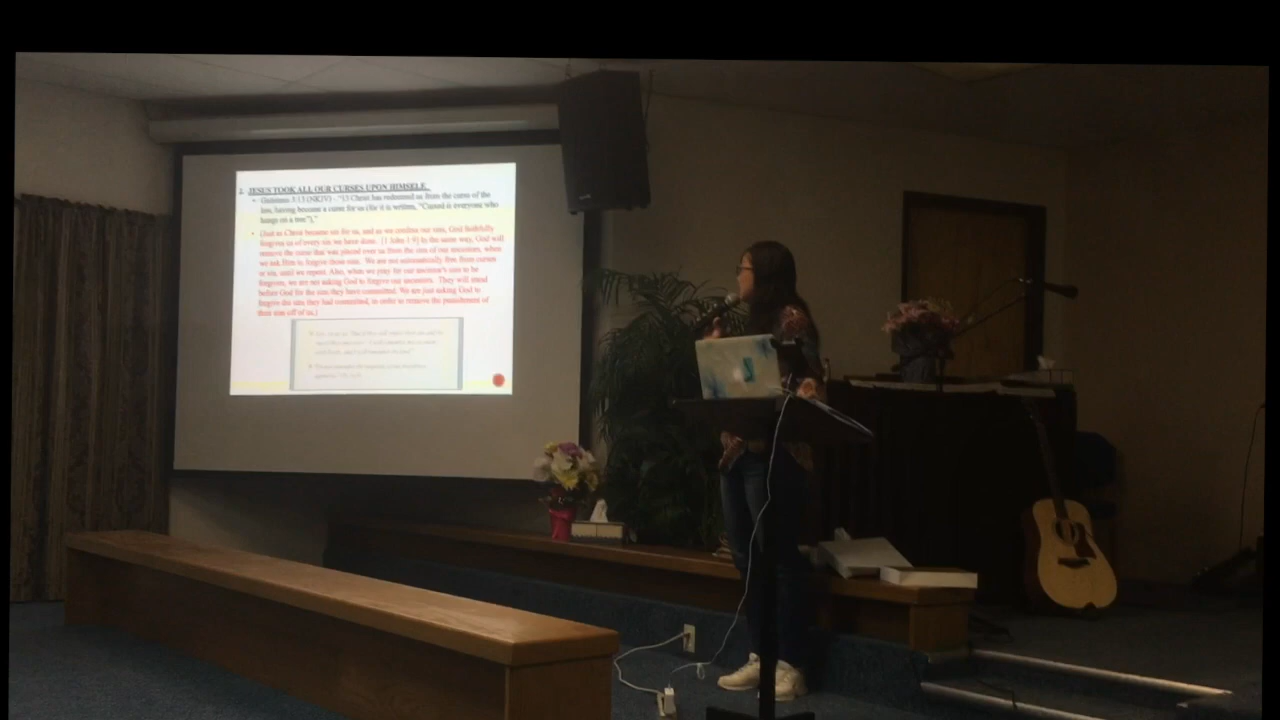 2. JESUS TOOK ALL OUR CURSES UPON HIMSELF
• Galatians 3:13 (NKJV) - "13 Christ has redeemed us from the curse of the
law, having become a curse for us (for it is written, "Cursed is everyone who
hangs on a tree"),"
• (Just as Christ became sin for us, and as we confess our sins, God faithfully
forgives us of every sin we have done. [1 John 1:9] In the same way, God will
remove the curse that was placed over us from the sins of our ancestors, when
we ask Him to forgive those sins. We are not automatically free from curses
or sin, until we repent. Also, when we pray for our ancestor's sins to be
forgiven, we are not asking God to forgive our ancestors. They will stand
before God for the sins they have committed. We are just asking God to
forgive the sins they had committed, in order to remove the punishment of
their sins off of us.)